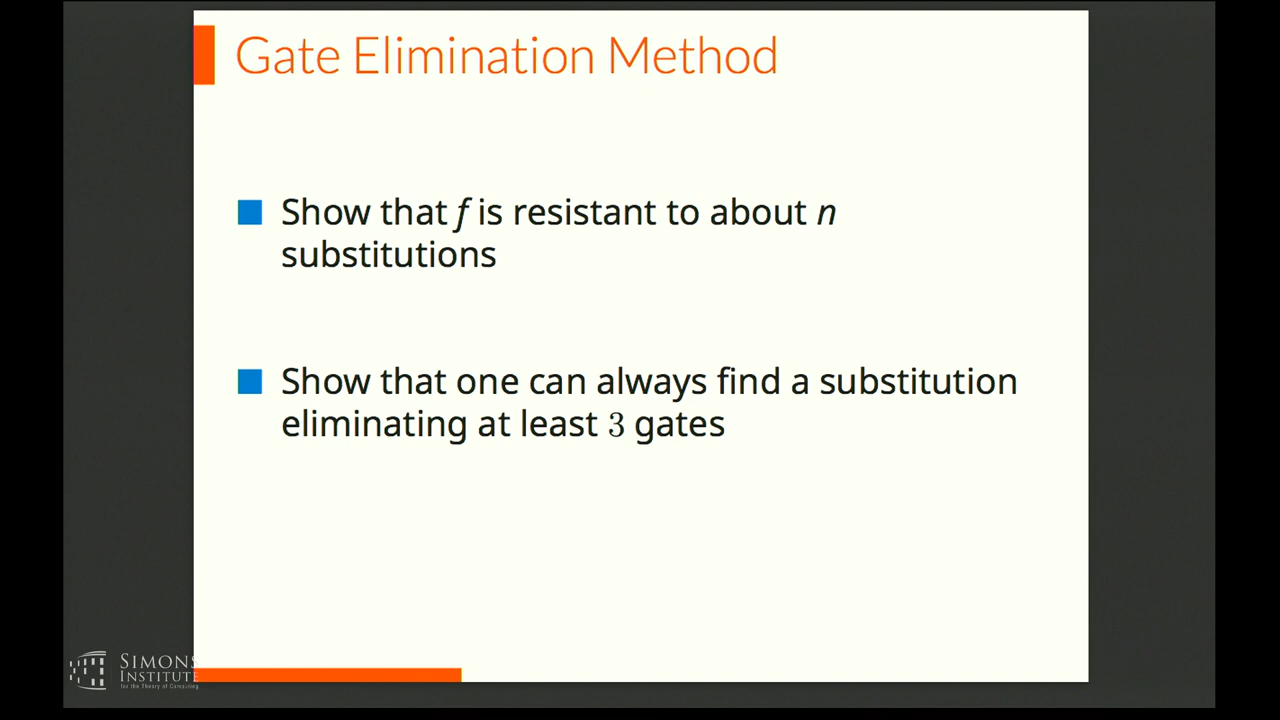 Gate Elimination Method
Show that f is resistant to about n
substitutions
Show that one can always find a substitution
eliminating at least 3 gates
SIMONS
INSTITUTE
for the Theory of Computing